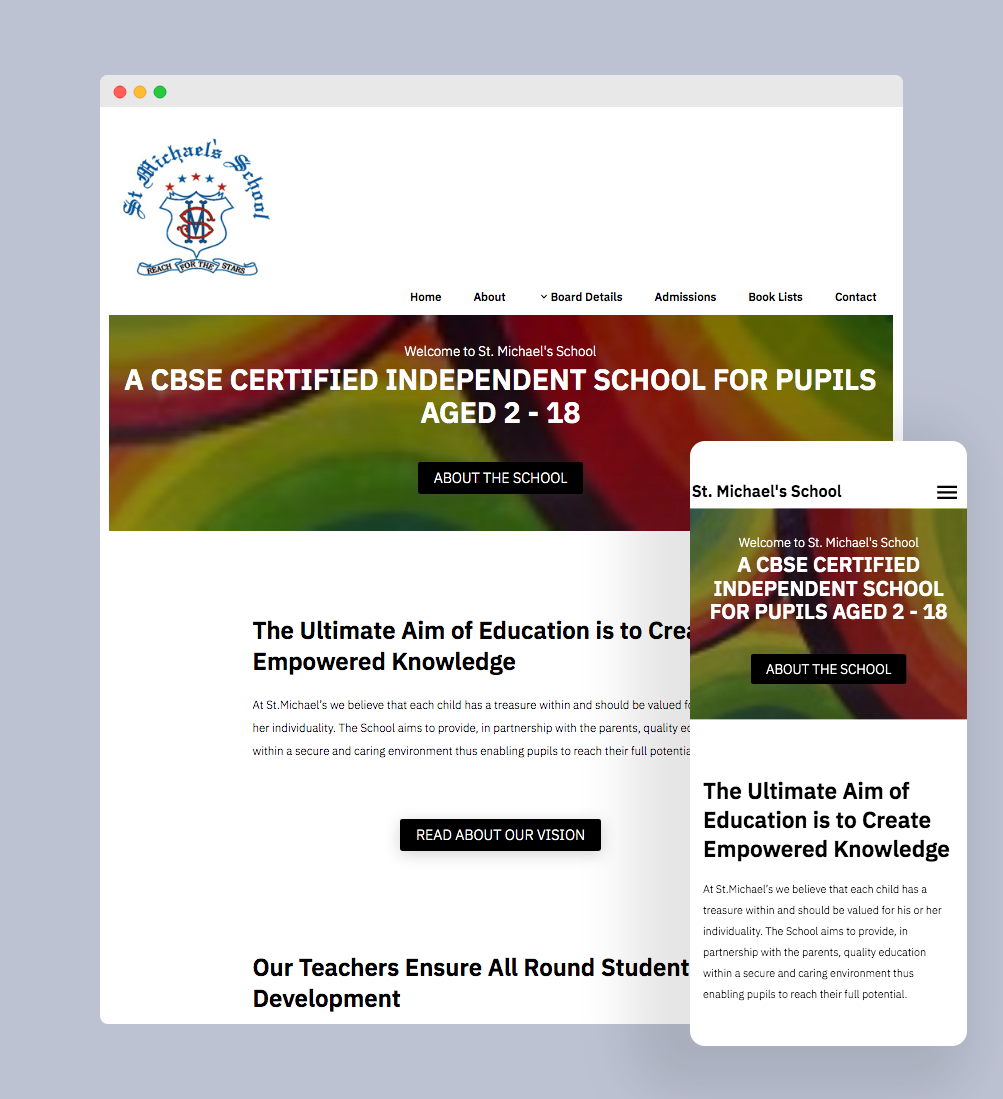 St Michael's School
REACH FOR THE STARS
Home About Board Details Admissions Book Lists Contact
Welcome to St. Michael's School
A CBSE CERTIFIED INDEPENDENT SCHOOL FOR PUPILS
AGED 2 - 18
ABOUT THE SCHOOL
The Ultimate Aim of Education is to Crea
Empowered Knowledge
At St.Michael's we believe that each child has a treasure within and should be valued fo
her individuality. The School aims to provide, in partnership with the parents, quality ed
within a secure and caring environment thus enabling pupils to reach their full potentia
READ ABOUT OUR VISION
Our Teachers Ensure All Round Student
Development
St. Michael's School
Welcome to St. Michael's School
A CBSE CERTIFIED
INDEPENDENT SCHOOL
FOR PUPILS AGED 2 - 18
ABOUT THE SCHOOL
The Ultimate Aim of
Education is to Create
Empowered Knowledge
At St.Michael's we believe that each child has a
treasure within and should be valued for his or her
individuality. The School aims to provide, in
partnership with the parents, quality education
within a secure and caring environment thus
enabling pupils to reach their full potential.